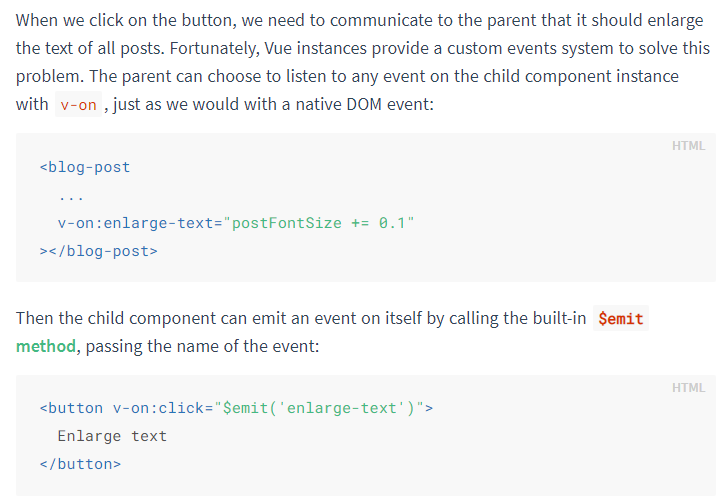 When we click on the button, we need to communicate to the parent that it should enlarge
the text of all posts. Fortunately, Vue instances provide a custom events system to solve this
problem. The parent can choose to listen to any event on the child component instance
with v-on , just as we would with a native DOM event:
HTML
<blog-post
...
v-on:enlarge-text="postFontSize += 0.1"
></blog-post>
Then the child component can emit an event on itself by calling the built-in $emit
method, passing the name of the event:
HTML
<button v-on:click="$emit('enlarge-text')">
Enlarge text
</button>